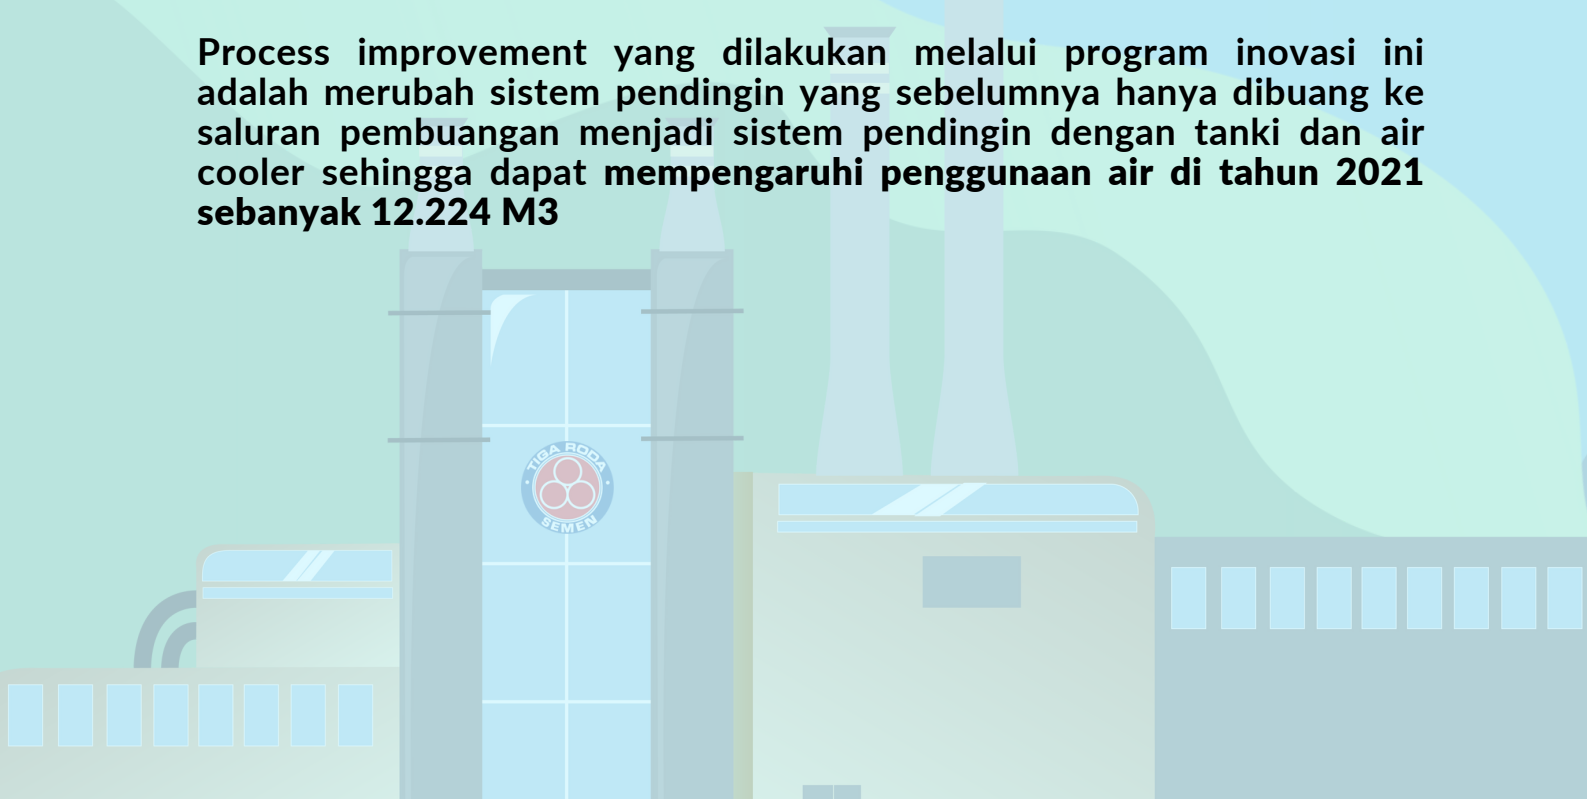 Process improvement yang dilakukan melalui program inovasi ini
adalah merubah sistem pendingin yang sebelumnya hanya dibuang ke
saluran pembuangan menjadi sistem pendingin dengan tanki dan air
cooler sehingga dapat mempengaruhi penggunaan air di tahun 2021
sebanyak 12.224 M3
TIGA RODA
SEMEN